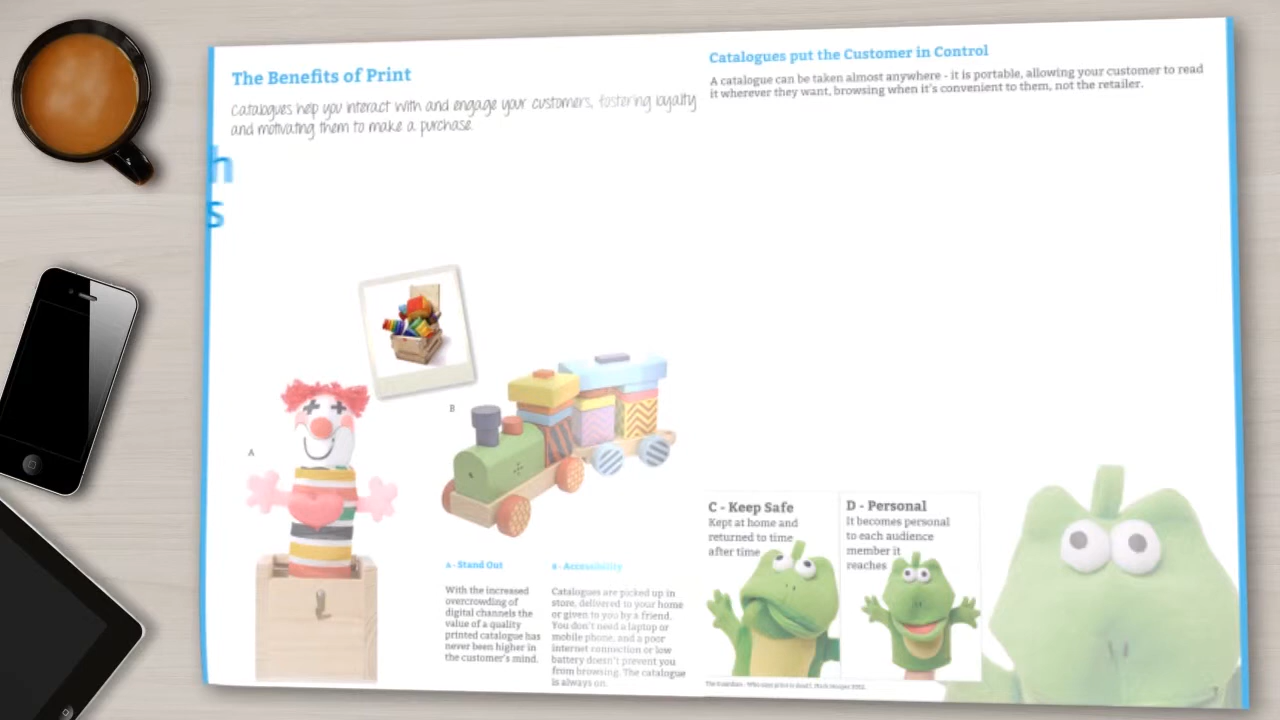 The Benefits of Print
Catalogues help you interact with and engage your customers, fostering loyalty
and motivating them to make a purchase.
h
s
B
A
A - Stand Out
With the increased
overcrowding of
digital channels the
value of a quality
printed catalogue has
never been higher in
the customer's mind.
B - Accessibility
Catalogues are picked up in
store, delivered to your home
or given to you by a friend.
You don't need a laptop or
mobile phone, and a poor
internet connection or low
battery doesn't prevent you
from browsing. The catalogue
is always on.
Catalogues put the Customer in Control
A catalogue can be taken almost anywhere - it is portable, allowing your customer to read
it wherever they want, browsing when it's convenient to them, not the retailer.
C - Keep Safe
Kept at home and
returned to time
after time
D - Personal
It becomes personal
to each audience
member it
reaches
The Guardian - Who says print is dead?